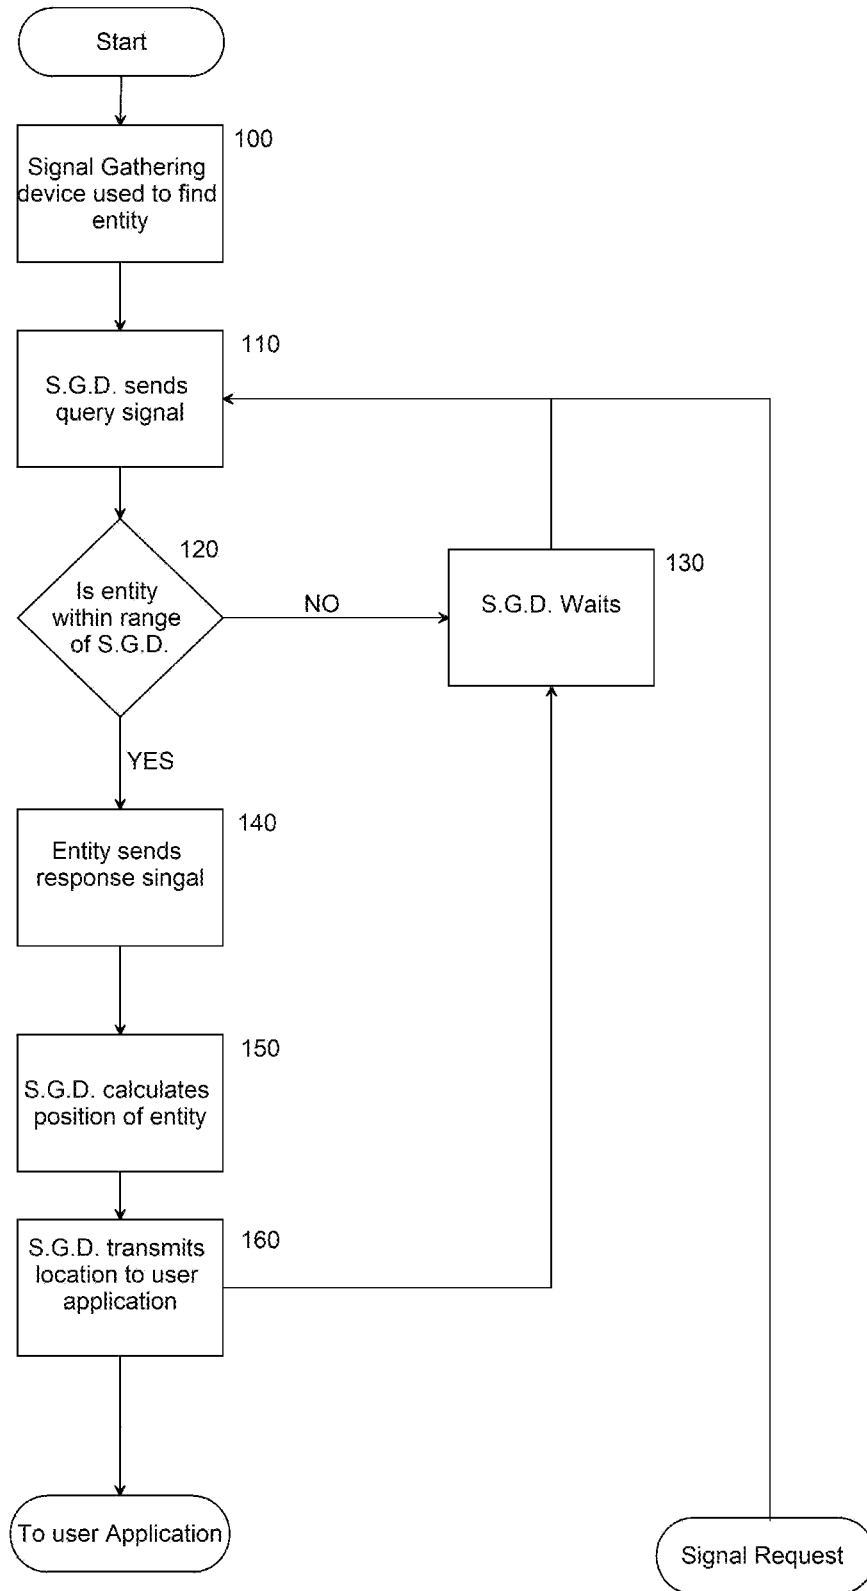 Start
100
Signal Gathering
device used to find
entity
110
S.G.D. sends
query signal
120
Is entity
within range
of S.G.D.
NO
130
S.G.D. Waits
YES
140
Entity sends
response singal
150
S.G.D. calculates
position of entity
160
S.G.D. transmits
location to user
application
To user Application
Signal Request